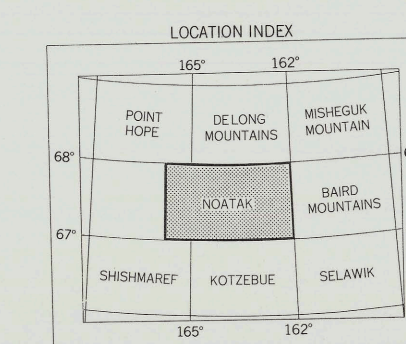 LOCATION INDEX
165° 162°
POINT
HOPE
DE LONG
MOUNTAINS
MISHEGUK
MOUNTAIN
68°
NOATAK
BAIRD
MOUNTAINS
67°
SHISHMAREF
KOTZEBUE
SELAWIK
165° 162°